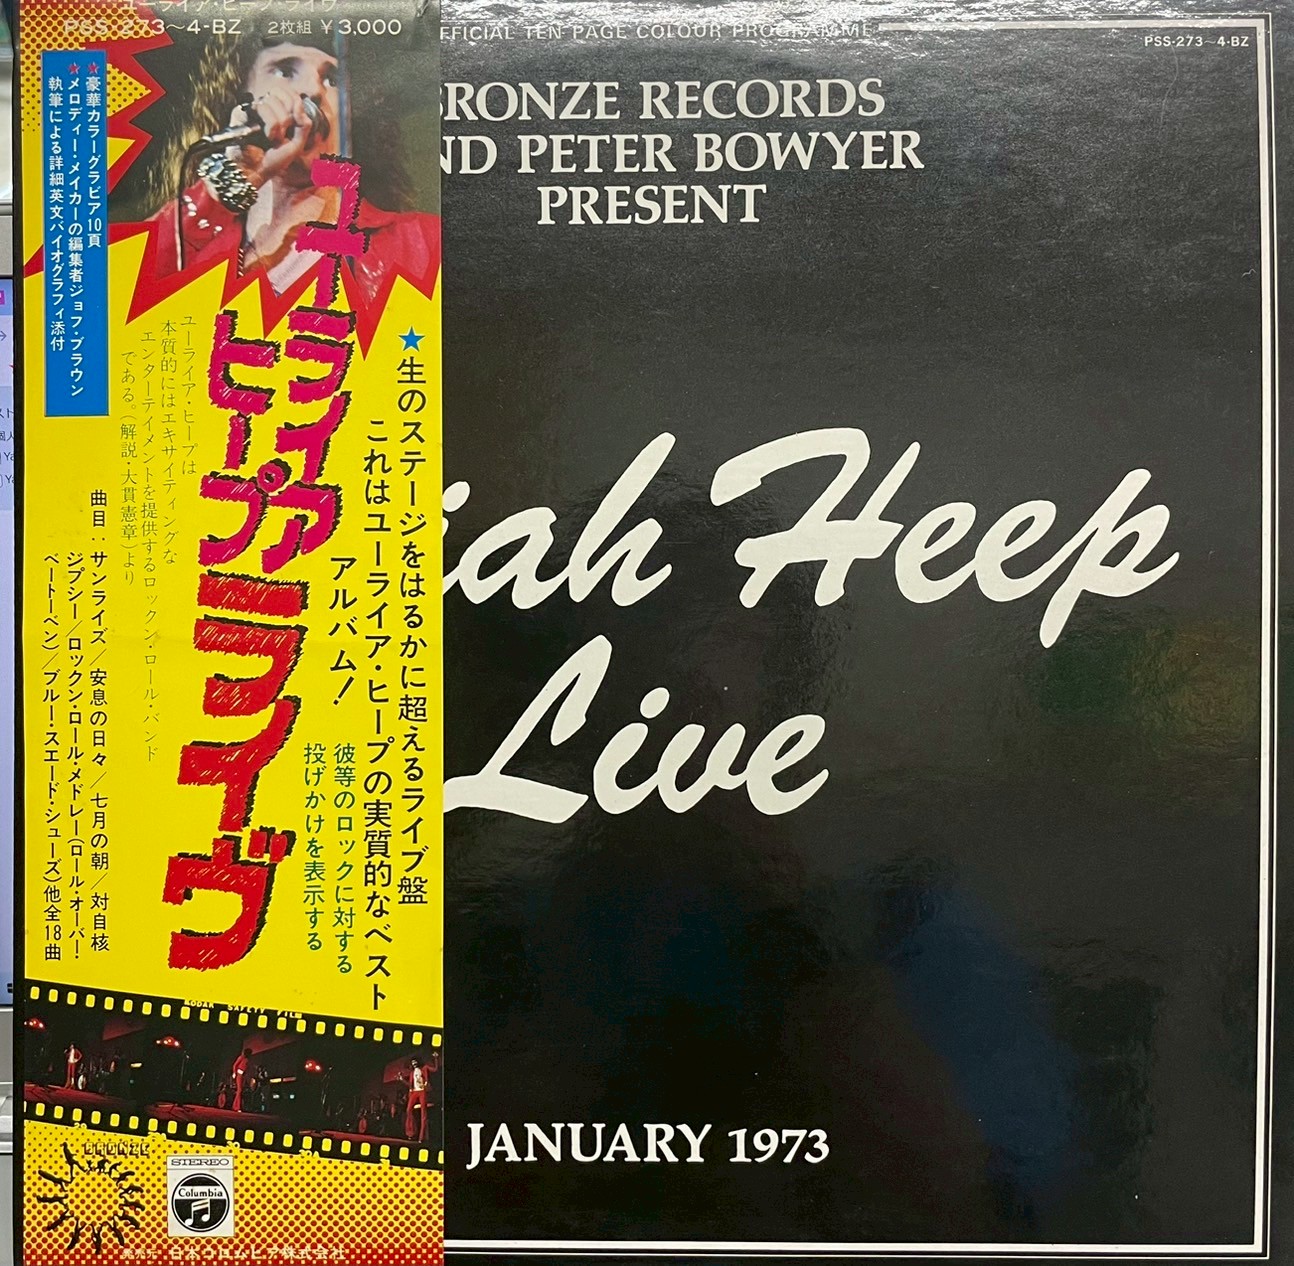 ユーライア・ヒープ・ライヴ
PSS-273〜4-BZ 2枚組 ¥3,000
★豪華カラーグラビア10頁
★メロディー・メイカーの編集者ジョフ・ブラウン
執筆による詳細英文バイオグラフィ添付
ユーライア
ヒープ
ライヴ
★生のステージをはるかに超えるライブ盤
これはユーライア・ヒープの実質的なベスト
アルバム!
彼等のロックに対する
投げかけを表示する
ユーライア・ヒープは
本質的にはエキサイティングな
エンターテイメントを提供するロックン・ロール・バンド
である。(解説・大貫憲章)より
曲目:サンライズ/安息の日々/七月の朝/対自核
ジプシー/ロックン・ロール・メドレー(ロール・オーバー・
ベートーベン)/ブルー・スエード・シューズ)他全18曲
KODAK SAFETY FILM
BRONZE
STEREO
Columbia
発売元 日本コロムビア株式会社
FFICIAL TEN PAGE COLOUR PROGRAMME
PSS-273〜4-BZ
BRONZE RECORDS
ND PETER BOWYER
PRESENT
iah Heep
Live
JANUARY 1973